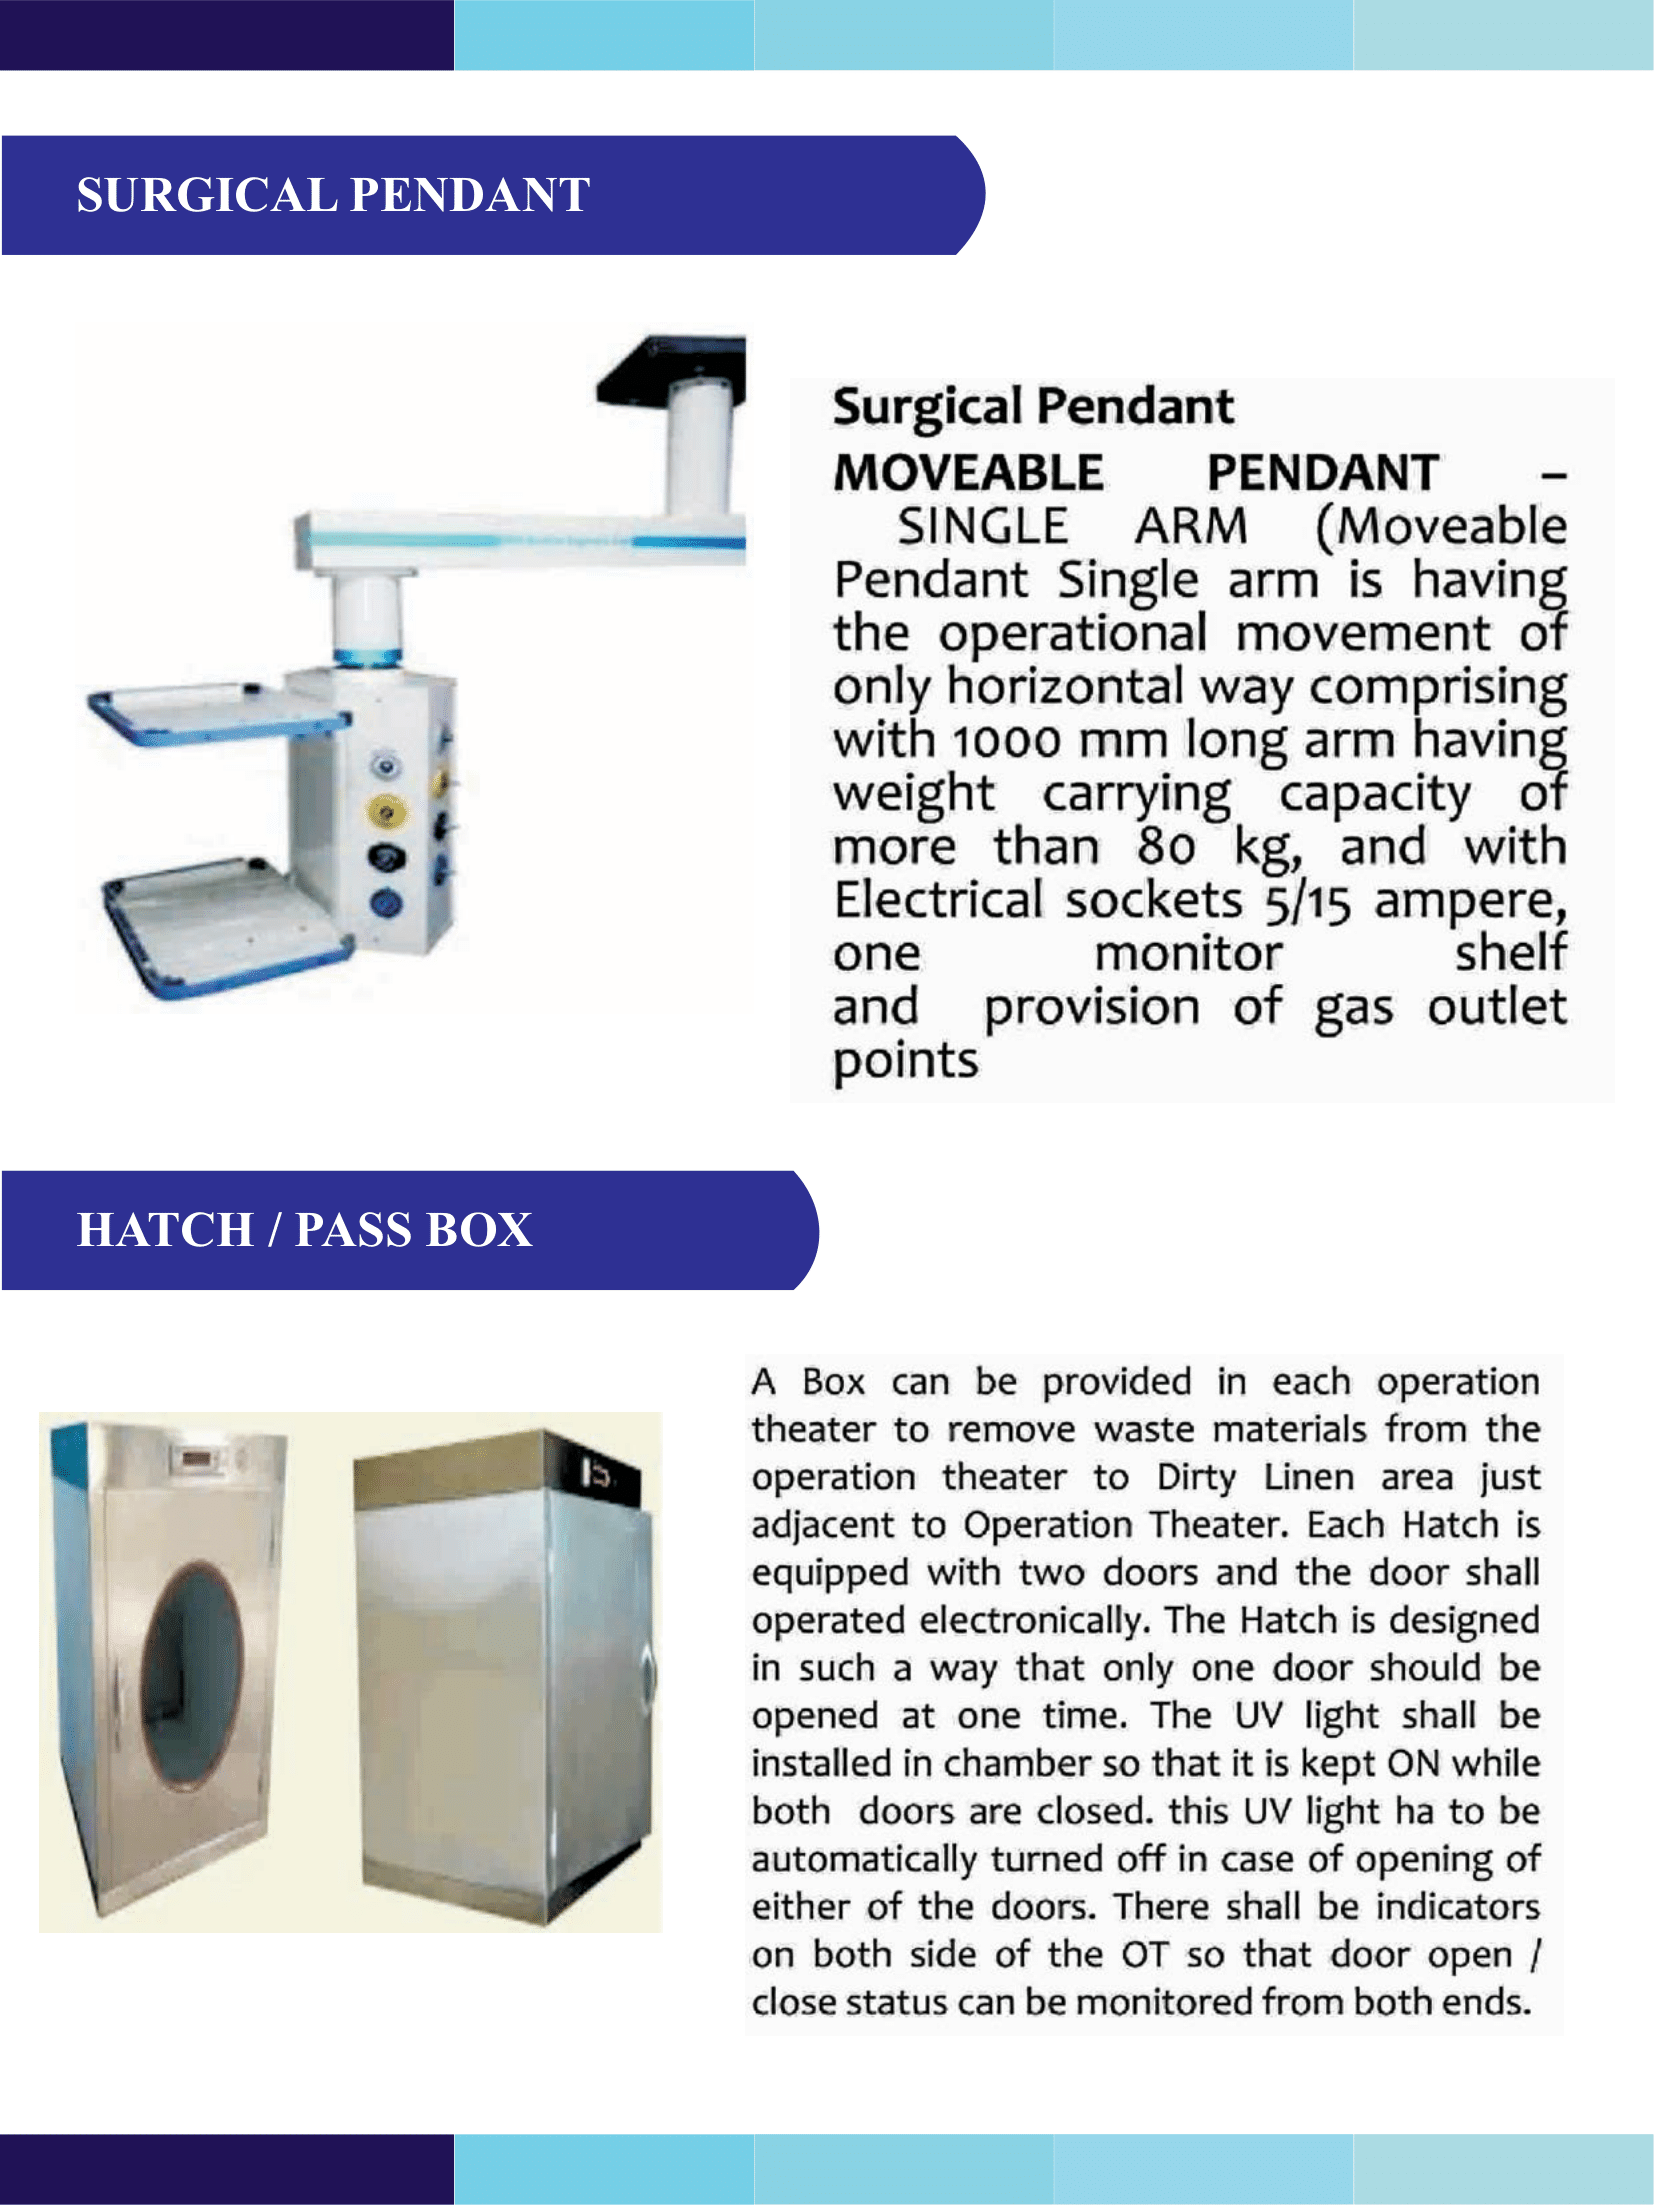 SURGICAL PENDANT
Surgical Pendant
MOVEABLE PENDANT –
SINGLE ARM (Moveable
Pendant Single arm is having
the operational movement of
only horizontal way comprising
with 1000 mm long arm having
weight carrying capacity of
more than 80 kg, and with
Electrical sockets 5/15 ampere,
one monitor shelf
and provision of gas outlet
points
HATCH / PASS BOX
A Box can be provided in each operation
theater to remove waste materials from the
operation theater to Dirty Linen area just
adjacent to Operation Theater. Each Hatch is
equipped with two doors and the door shall
operated electronically. The Hatch is designed
in such a way that only one door should be
opened at one time. The UV light shall be
installed in chamber so that it is kept ON while
both doors are closed. this UV light ha to be
automatically turned off in case of opening of
either of the doors. There shall be indicators
on both side of the OT so that door open /
close status can be monitored from both ends.